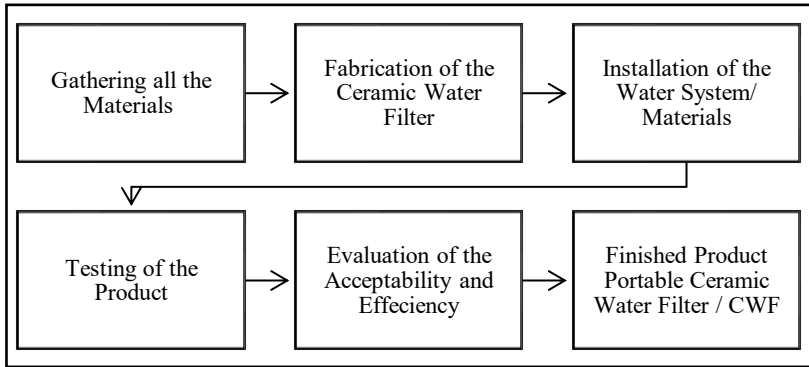 Gathering all the
Materials
Fabrication of the
Ceramic Water
Filter
Installation of the
Water System/
Materials
Testing of the
Product
Evaluation of the
Acceptability and
Effeciency
Finished Product
Portable Ceramic
Water Filter / CWF